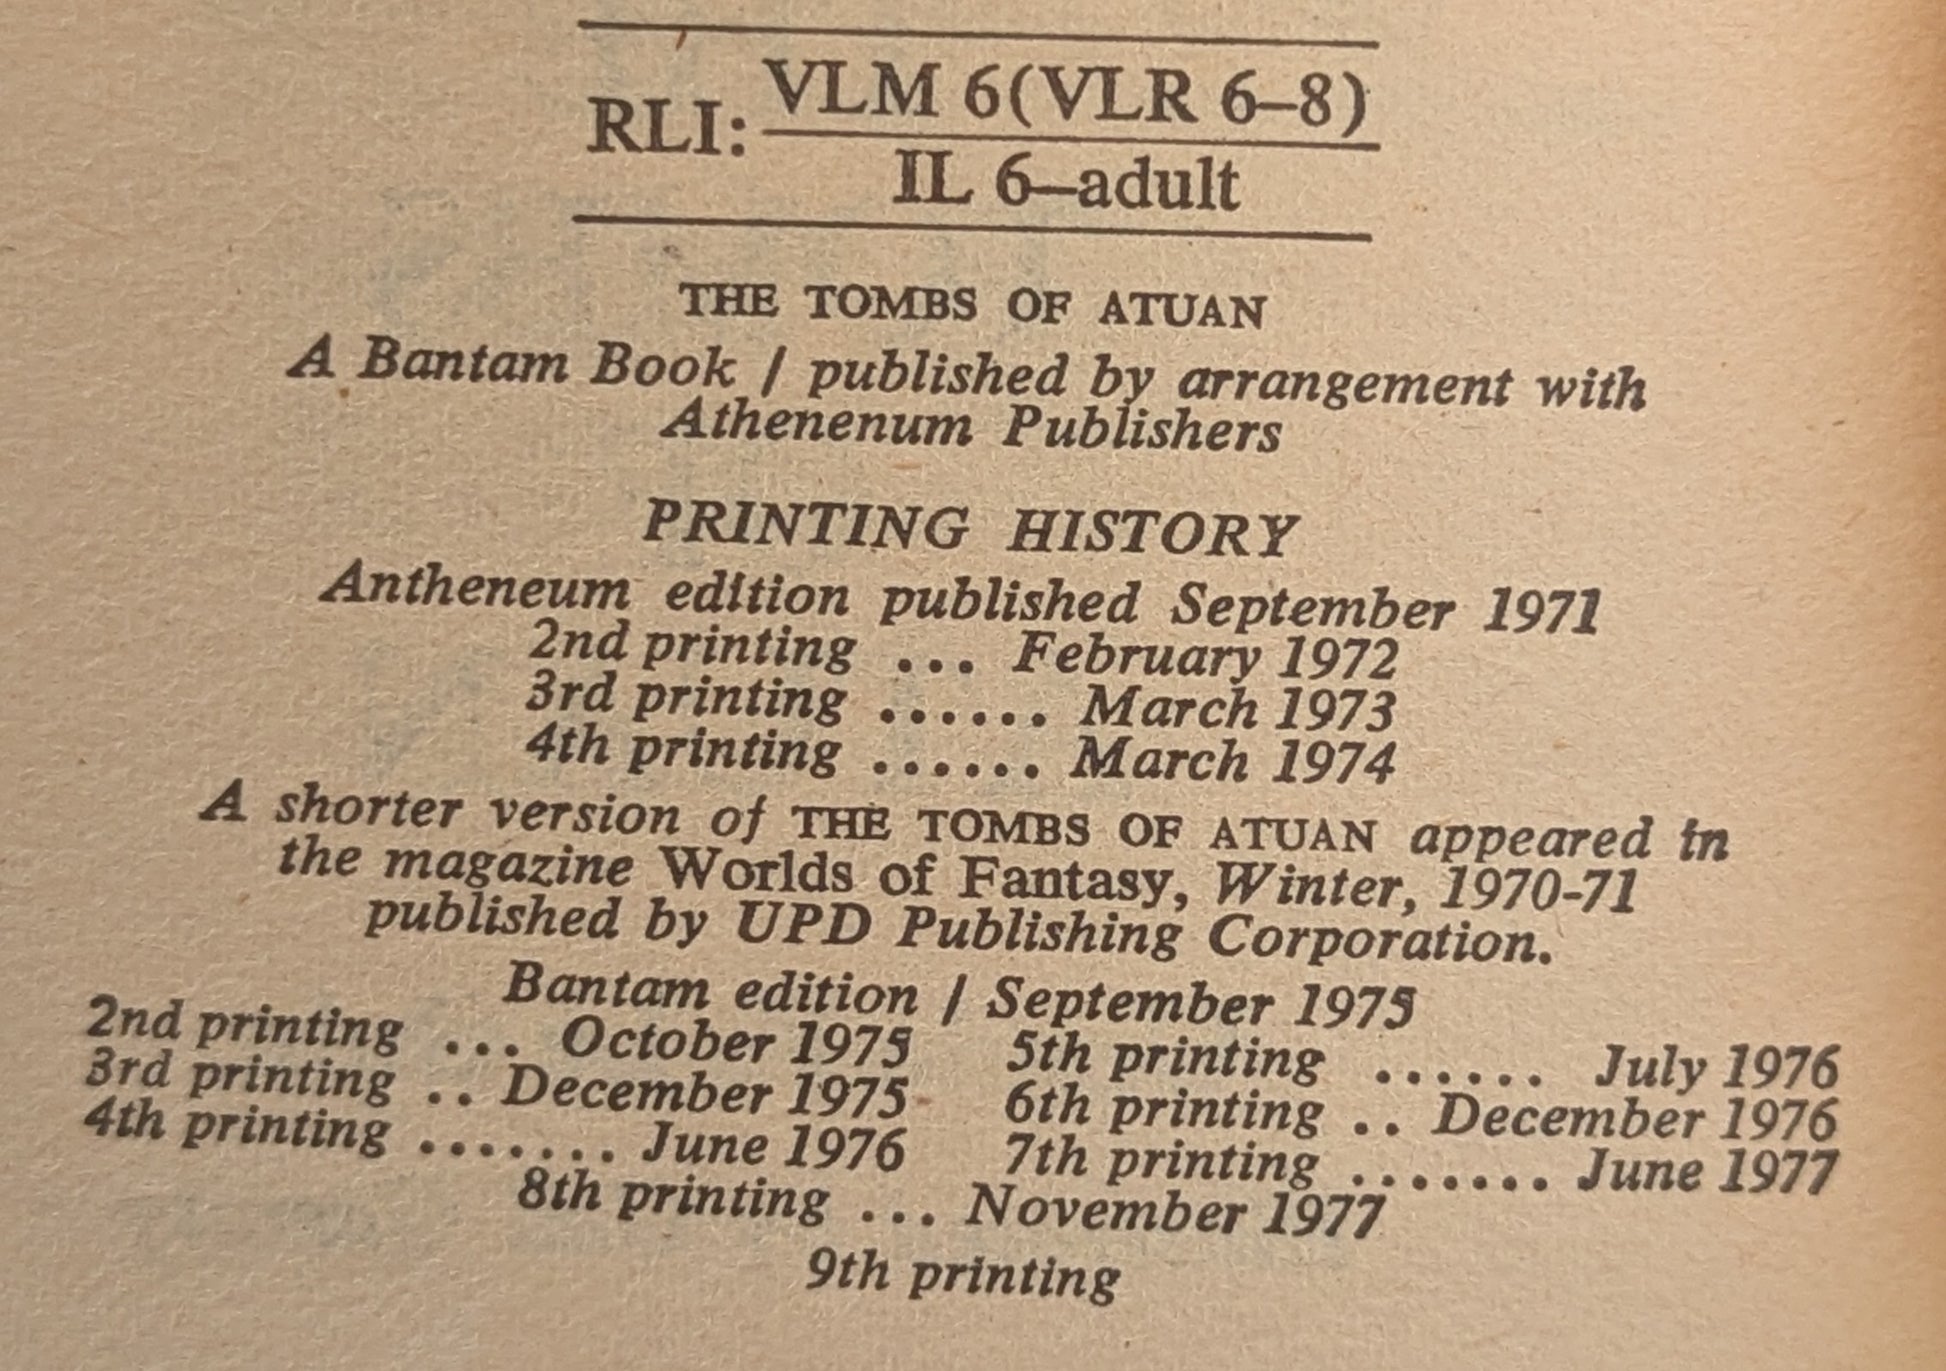 RLI: VLM 6(VLR 6–8)
IL 6–adult
THE TOMBS OF ATUAN
A Bantam Book / published by arrangement with
Athenenum Publishers
PRINTING HISTORY
Antheneum edition published September 1971
2nd printing ... February 1972
3rd printing ...... March 1973
4th printing ...... March 1974
A shorter version of THE TOMBS OF ATUAN appeared in
the magazine Worlds of Fantasy, Winter, 1970-71
published by UPD Publishing Corporation.
Bantam edition / September 1975
2nd printing ... October 1975
3rd printing .. December 1975
4th printing ....... June 1976
5th printing ...... July 1976
6th printing .. December 1976
7th printing ....... June 1977
8th printing ... November 1977
9th printing